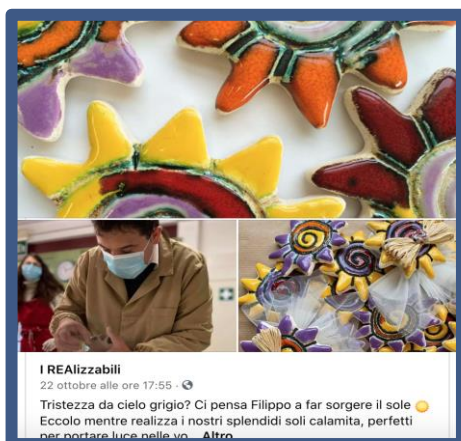 I REAlizzabili
22 ottobre alle ore 17:55 ·
Tristezza da cielo grigio? Ci pensa Filippo a far sorgere il sole
Eccolo mentre realizza i nostri splendidi soli calamita, perfetti
per portare luce nelle vo... Altro